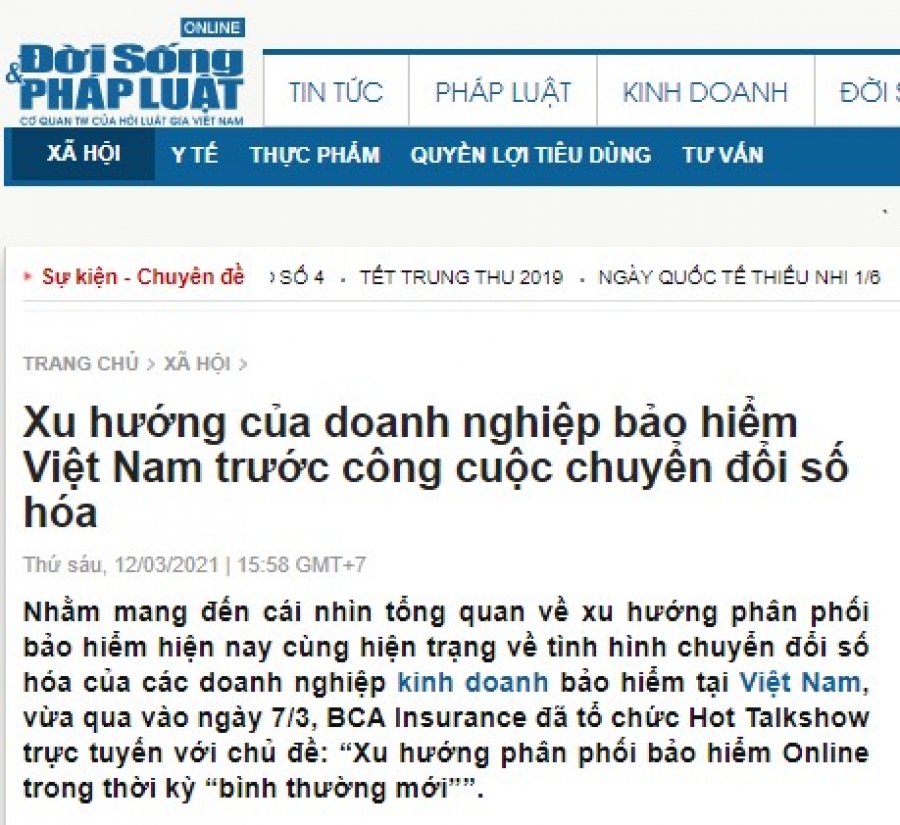 ONLINE
Đời Sống
& PHÁP LUẬT
CƠ QUAN TW CỦA HỘI LUẬT GIA VIỆT NAM
TIN TỨC PHÁP LUẬT KINH DOANH ĐỜI
XÃ HỘI Y TẾ THỰC PHẨM QUYỀN LỢI TIÊU DÙNG TƯ VẤN
Sự kiện - Chuyên đề SỐ 4 . TẾT TRUNG THU 2019 . NGÀY QUỐC TẾ THIẾU NHI 1/6
TRANG CHỦ > XÃ HỘI >
Xu hướng của doanh nghiệp bảo hiểm
Việt Nam trước công cuộc chuyển đổi số
hóa
Thứ sáu, 12/03/2021 | 15:58 GMT+7
Nhằm mang đến cái nhìn tổng quan về xu hướng phân phối
bảo hiểm hiện nay cùng hiện trạng về tình hình chuyển đổi số
hóa của các doanh nghiệp kinh doanh bảo hiểm tại Việt Nam,
vừa qua vào ngày 7/3, BCA Insurance đã tổ chức Hot Talkshow
trực tuyến với chủ đề: “Xu hướng phân phối bảo hiểm Online
trong thời kỳ “bình thường mới””.